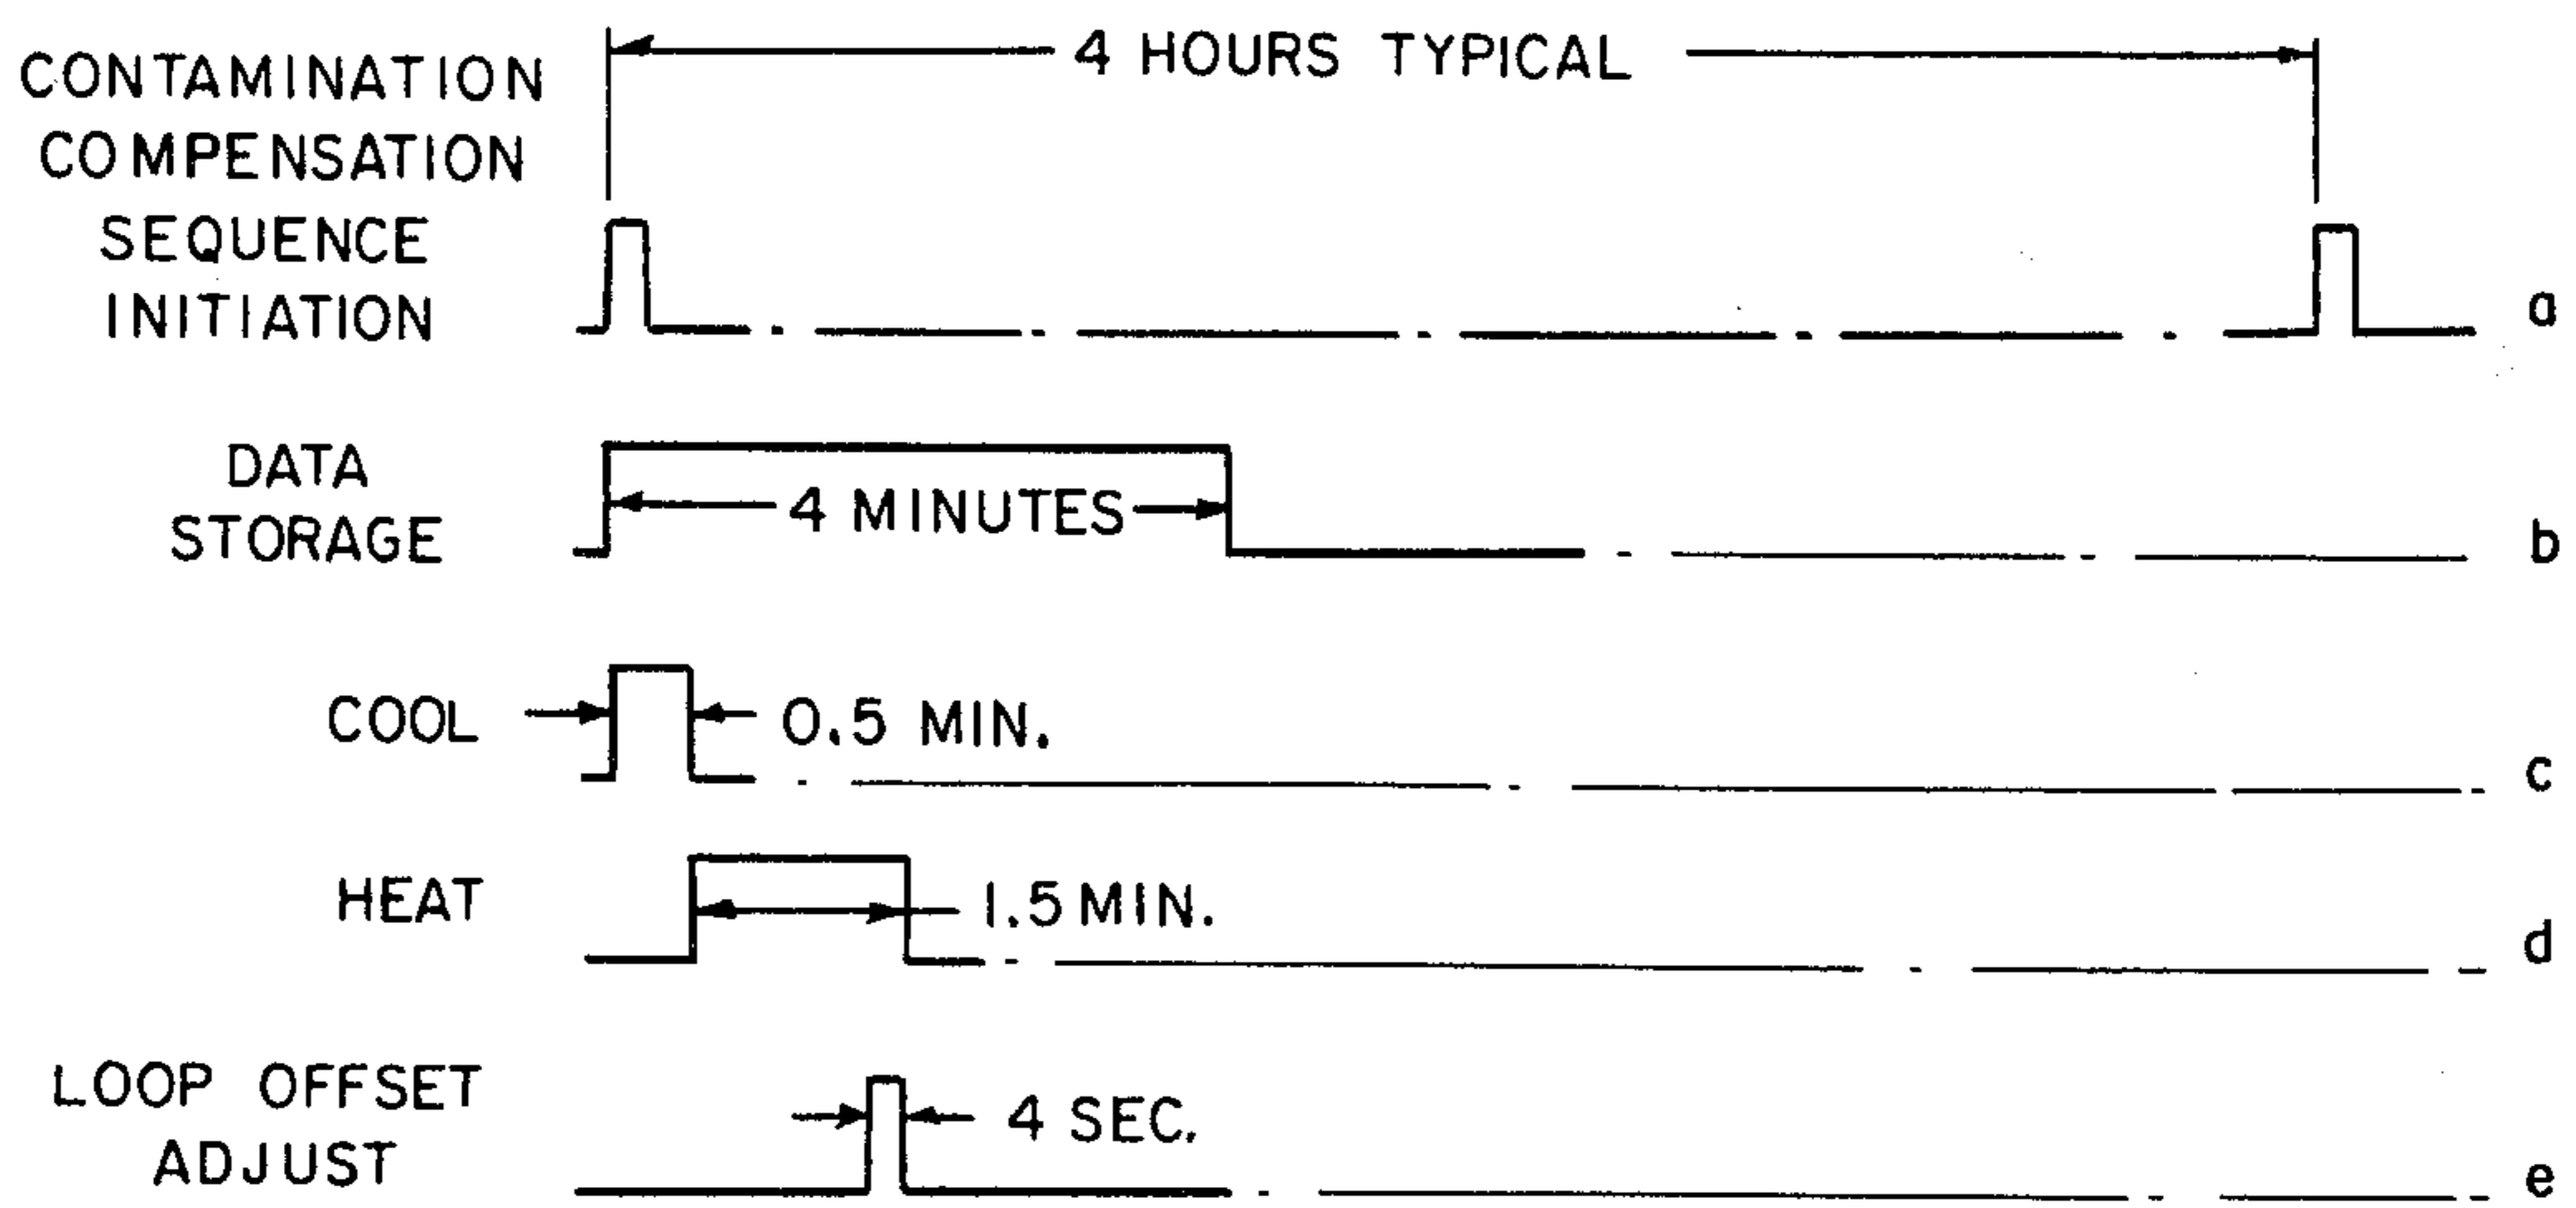 CONTAMINATION
COMPENSATION
SEQUENCE
INITIATION
4 HOURS TYPICAL
a
DATA
STORAGE
4 MINUTES
b
COOL
0.5 MIN.
c
HEAT
1.5 MIN.
d
LOOP OFFSET
ADJUST
4 SEC.
e